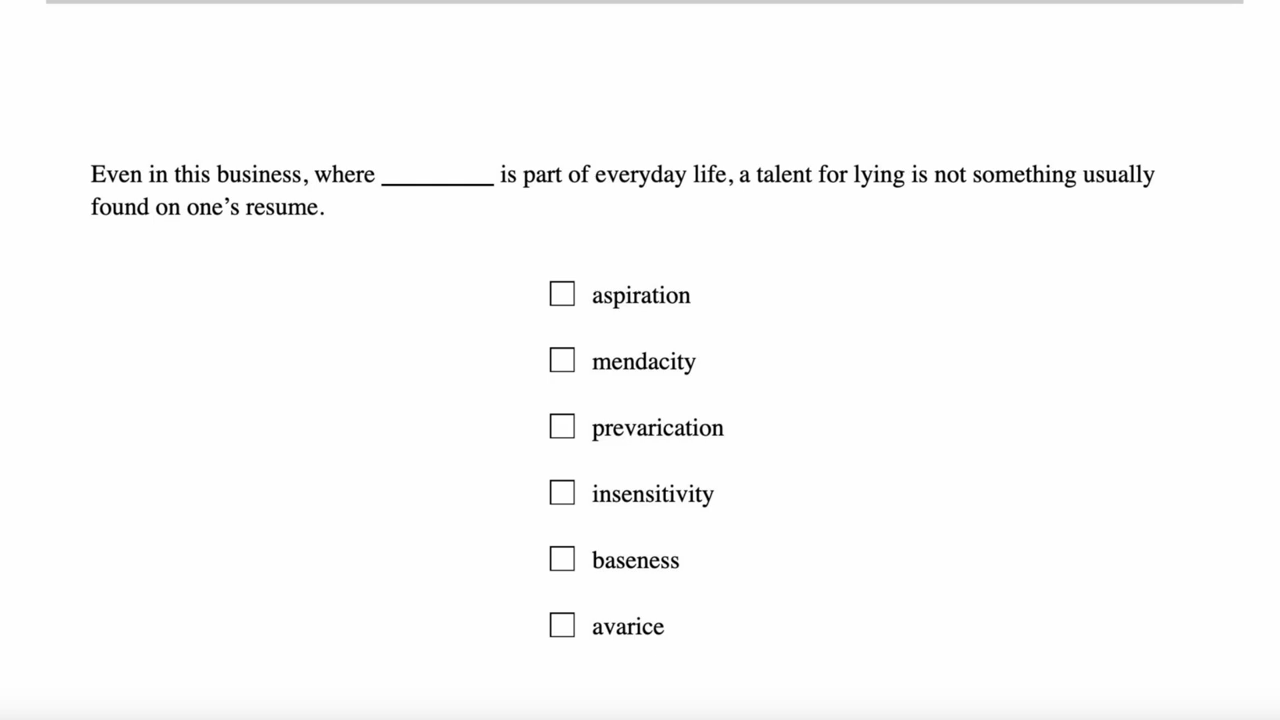 Even in this business, where _________ is part of everyday life, a talent for lying is not something usually
found on one’s resume.
aspiration
mendacity
prevarication
insensitivity
baseness
avarice